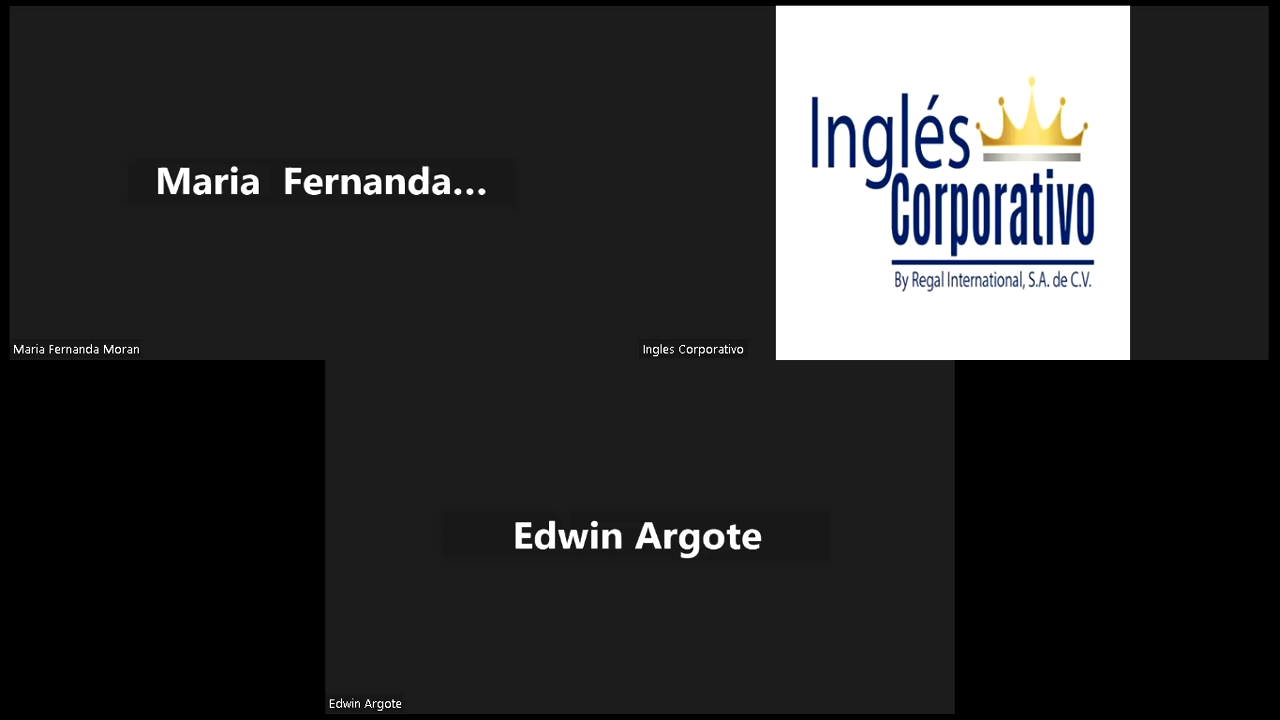 Maria Fernanda...
Maria Fernanda Moran
Inglés
Corporativo
By Regal International, S.A. de C.V.
Ingles Corporativo
Edwin Argote
Edwin Argote